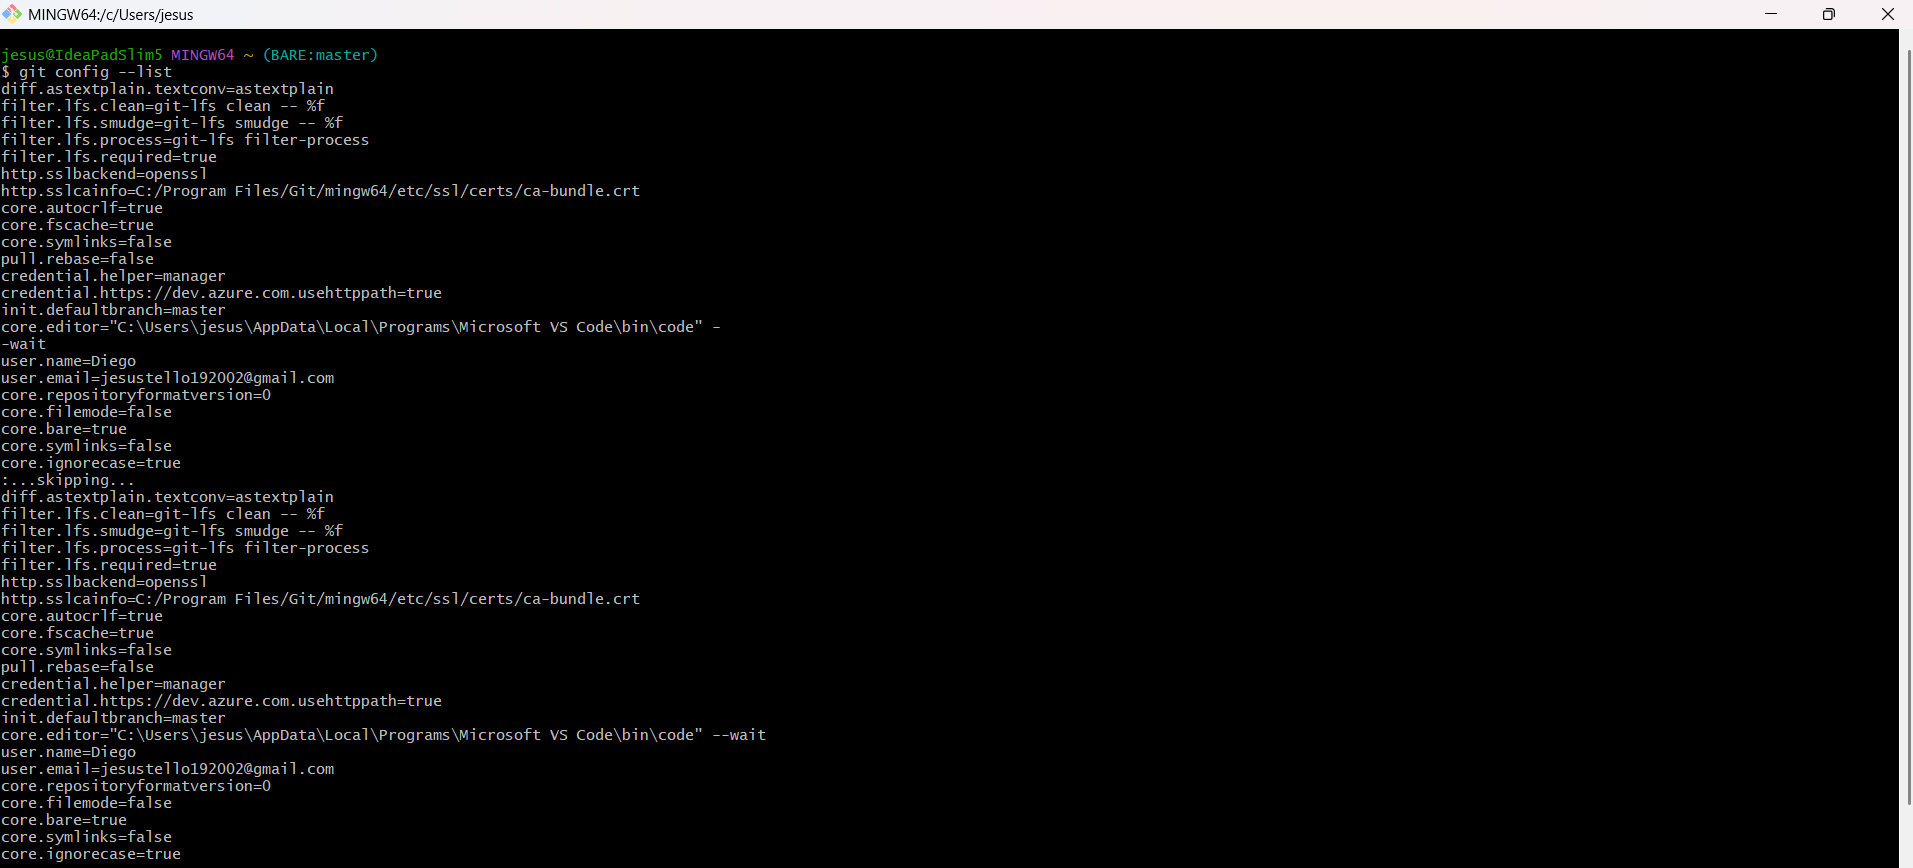 MINGW64:/c/Users/jesus
jesus@IdeaPadSlim5 MINGW64 ~ (BARE:master)
$ git config --list
diff.astextplain.textconv=astextplain
filter.lfs.clean=git-lfs clean -- %f
filter.lfs.smudge=git-lfs smudge -- %f
filter.lfs.process=git-lfs filter-process
filter.lfs.required=true
http.sslbackend=openssl
http.sslcainfo=C:/Program Files/Git/mingw64/etc/ssl/certs/ca-bundle.crt
core.autocrlf=true
core.fscache=true
core.symlinks=false
pull.rebase=false
credential.helper=manager
credential.https://dev.azure.com.usehttppath=true
init.defaultbranch=master
core.editor="C:\Users\jesus\AppData\Local\Programs\Microsoft VS Code\bin\code" -
-wait
user.name=Diego
user.email=jesustello192002@gmail.com
core.repositoryformatversion=0
core.filemode=false
core.bare=true
core.symlinks=false
core.ignorecase=true
:...skipping...
diff.astextplain.textconv=astextplain
filter.lfs.clean=git-lfs clean -- %f
filter.lfs.smudge=git-lfs smudge -- %f
filter.lfs.process=git-lfs filter-process
filter.lfs.required=true
http.sslbackend=openssl
http.sslcainfo=C:/Program Files/Git/mingw64/etc/ssl/certs/ca-bundle.crt
core.autocrlf=true
core.fscache=true
core.symlinks=false
pull.rebase=false
credential.helper=manager
credential.https://dev.azure.com.usehttppath=true
init.defaultbranch=master
core.editor="C:\Users\jesus\AppData\Local\Programs\Microsoft VS Code\bin\code" --wait
user.name=Diego
user.email=jesustello192002@gmail.com
core.repositoryformatversion=0
core.filemode=false
core.bare=true
core.symlinks=false
core.ignorecase=true